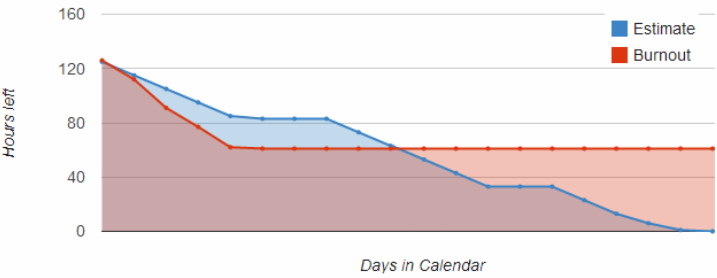 160
Estimate
Burnout
120
80
40
0
Hours left
Days in Calendar